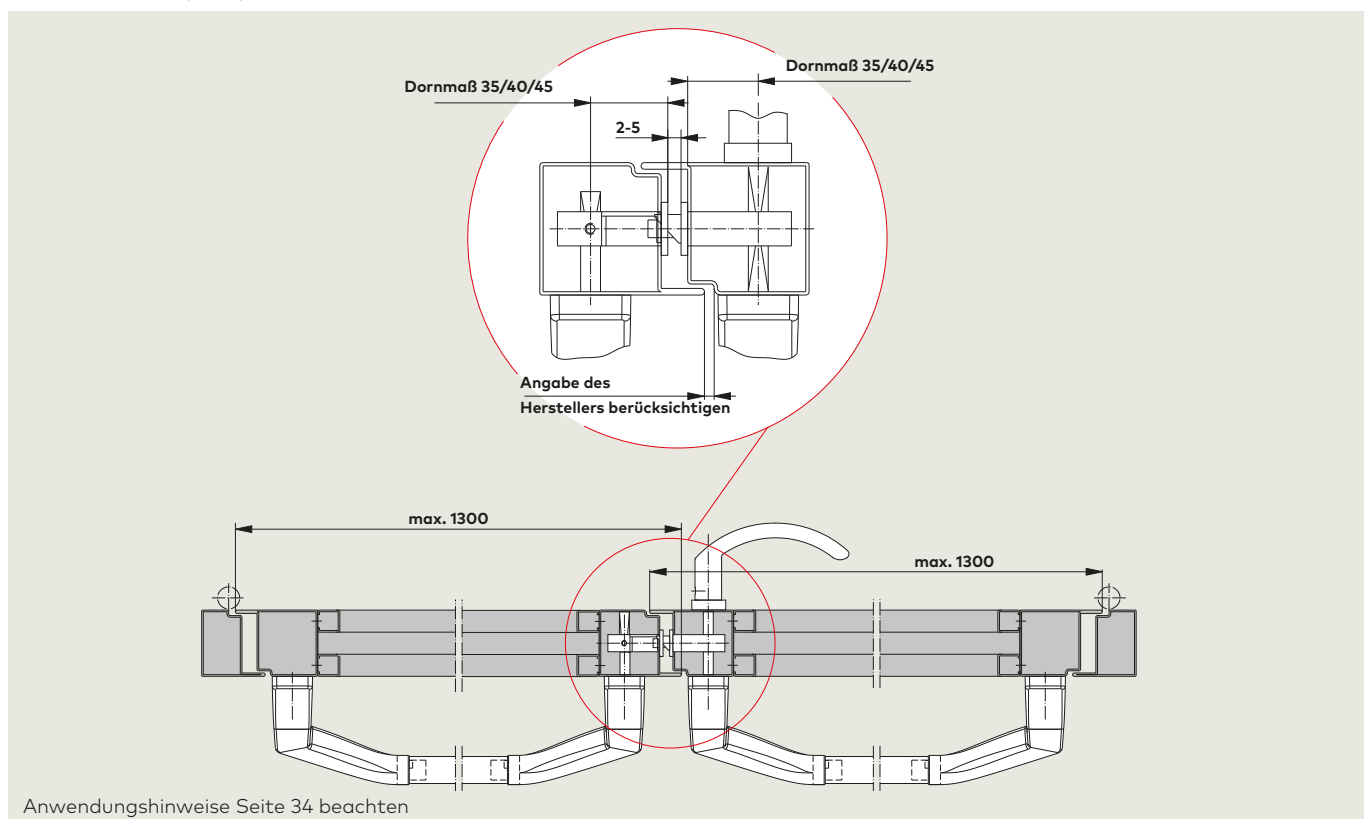 Dornmaß 35/40/45
Dornmaß 35/40/45
2-5
Angabe des
Herstellers berücksichtigen
max. 1300
max. 1300
Anwendungshinweise Seite 34 beachten